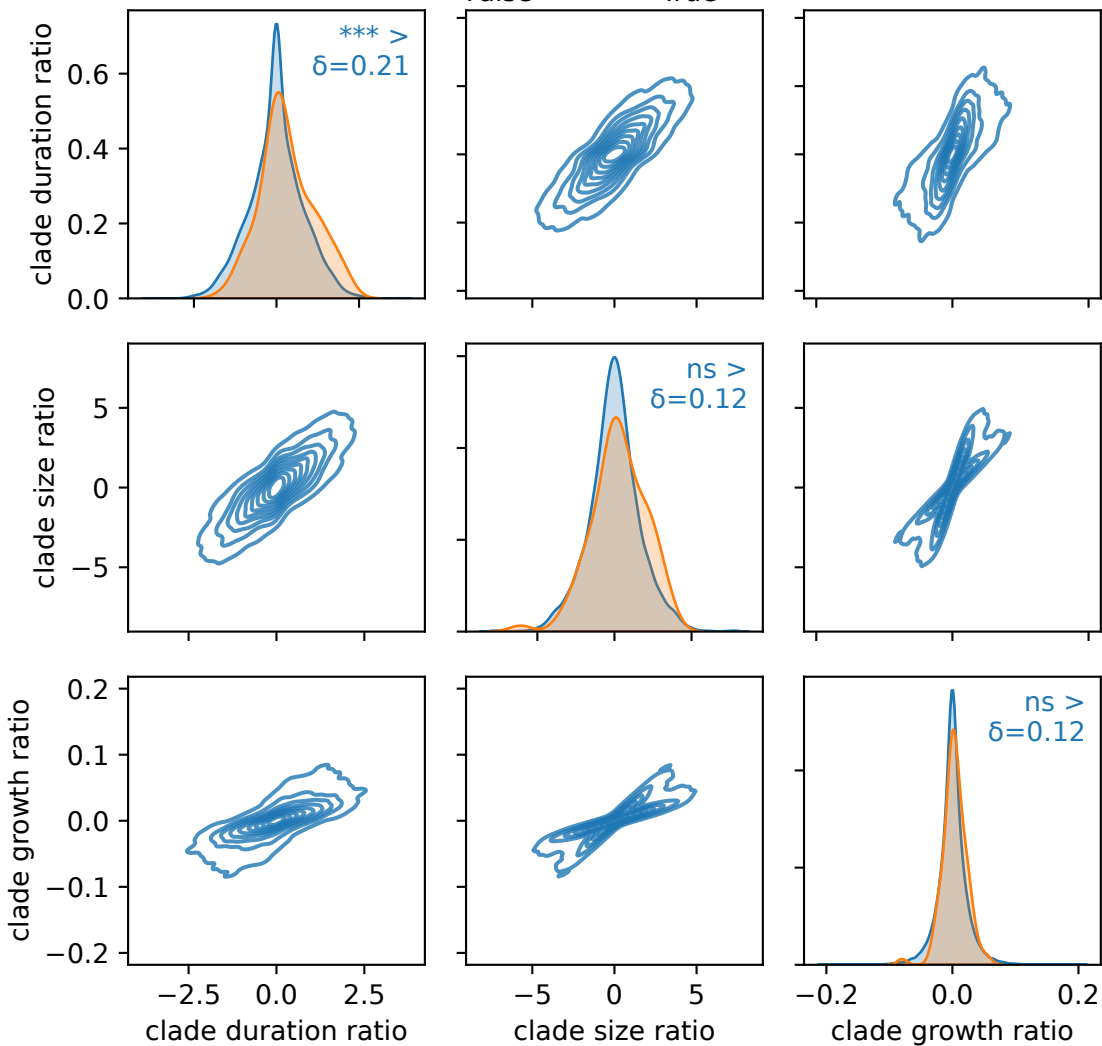 clade duration ratio
0.6
0.4
0.2
0.0
*** >
δ=0.21
clade size ratio
5
0
−5
ns >
δ=0.12
clade growth ratio
0.2
0.1
0.0
−0.1
−0.2
ns >
δ=0.12
−2.5
0.0
2.5
clade duration ratio
−5
0
5
clade size ratio
−0.2
0.0
0.2
clade growth ratio